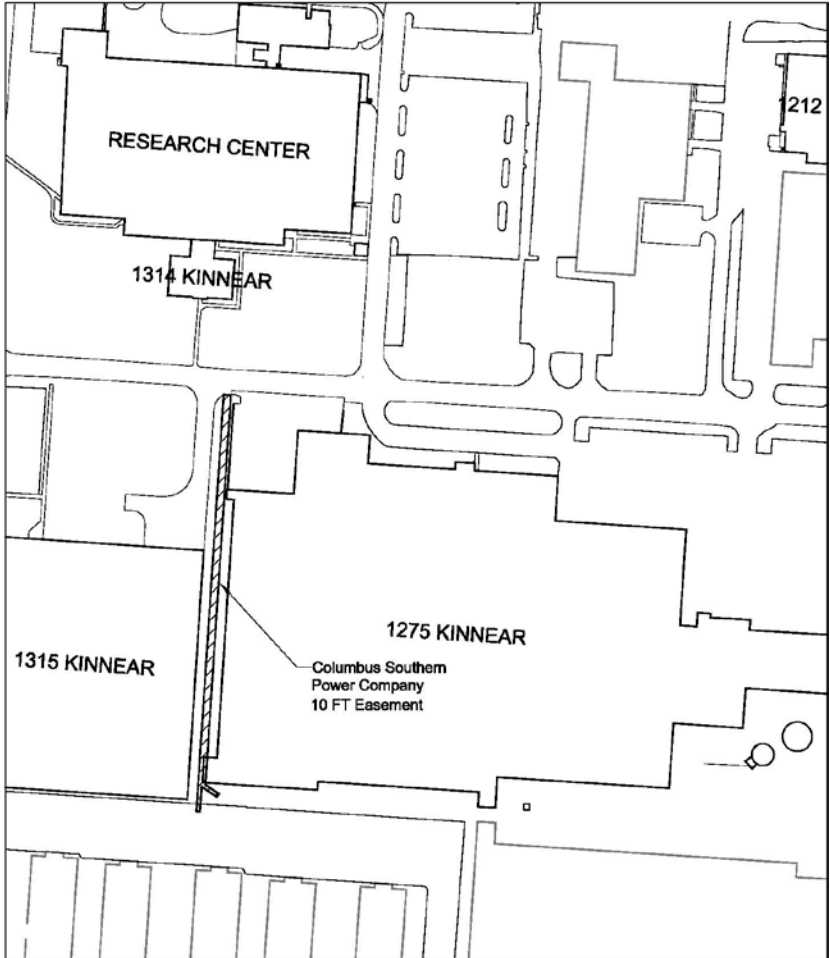 1212
RESEARCH CENTER
1314 KINNEAR
1275 KINNEAR
1315 KINNEAR
Columbus Southern
Power Company
10 FT Easement